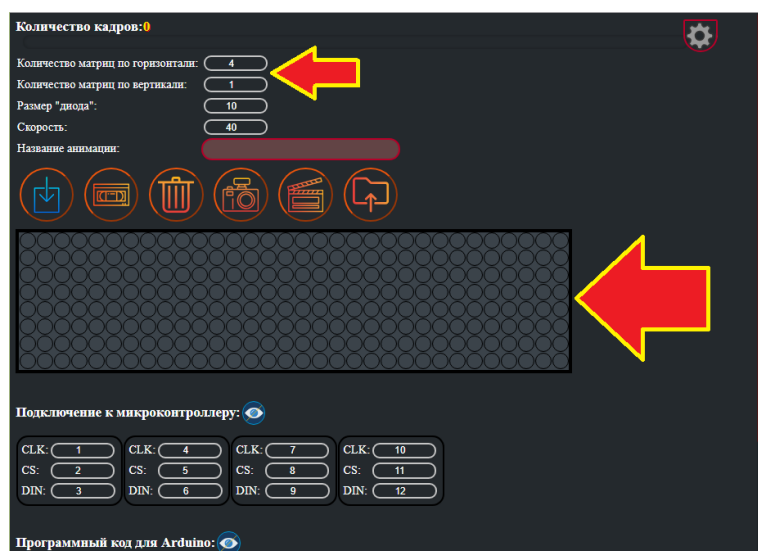 Количество кадров:0
Количество матриц по горизонтали: 4
Количество матриц по вертикали: 1
Размер "диода": 10
Скорость: 40
Название анимации:
Подключение к микроконтроллеру:
CLK: 1 CLK: 4 CLK: 7 CLK: 10
CS: 2 CS: 5 CS: 8 CS: 11
DIN: 3 DIN: 6 DIN: 9 DIN: 12
Программный код для Arduino: